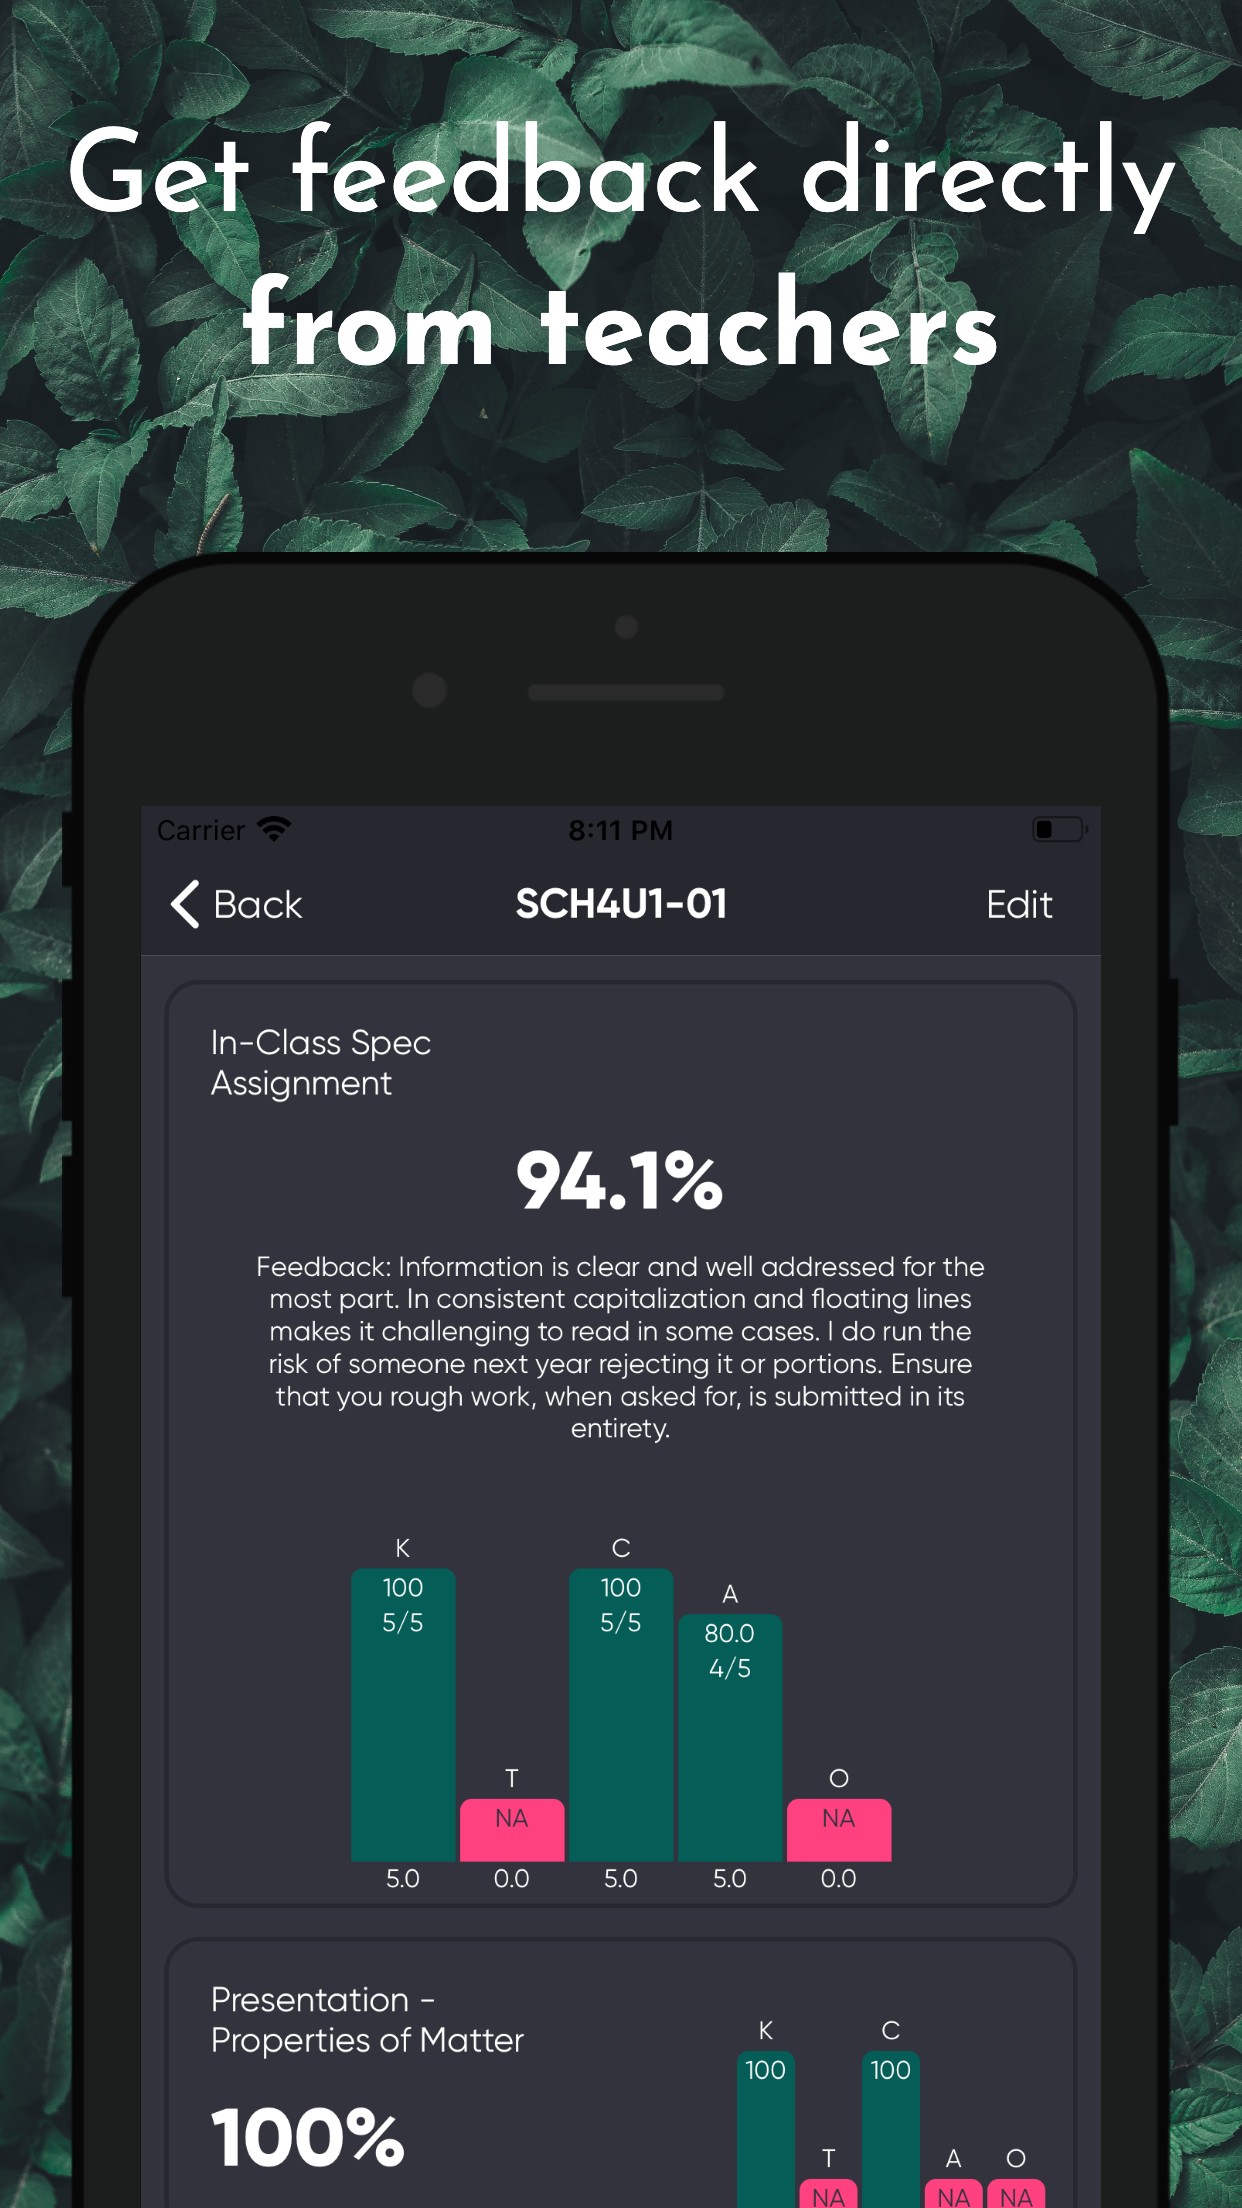 Get feedback directly
from teachers
Carrier 8:11 PM
Back SCH4U1-01 Edit
In-Class Spec
Assignment
94.1%
Feedback: Information is clear and well addressed for the
most part. In consistent capitalization and floating lines
makes it challenging to read in some cases. I do run the
risk of someone next year rejecting it or portions. Ensure
that you rough work, when asked for, is submitted in its
entirety.
K C
100 100 A
5/5 5/5 80.0
4/5
T O
NA NA
5.0 0.0 5.0 5.0 0.0
Presentation -
Properties of Matter
K C
100 100
100%
T A O
NA NA NA